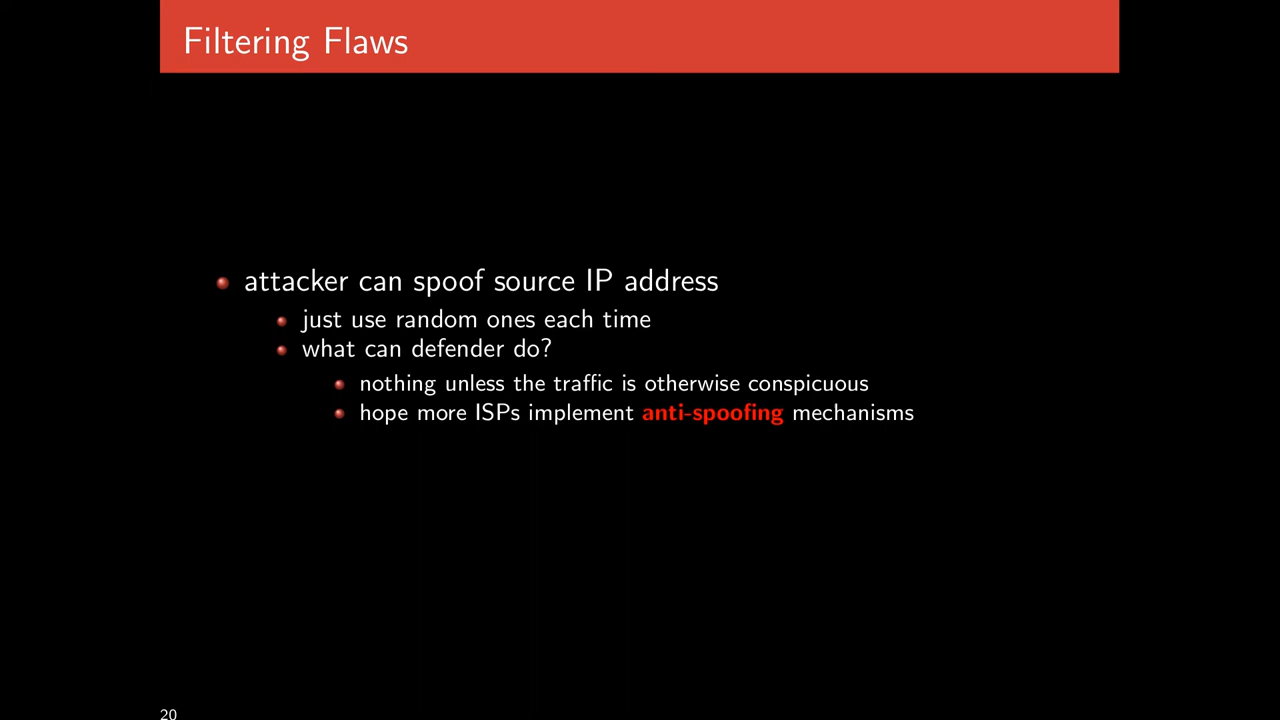 Filtering Flaws
attacker can spoof source IP address
just use random ones each time
what can defender do?
nothing unless the traffic is otherwise conspicuous
hope more ISPs implement anti-spoofing mechanisms
20